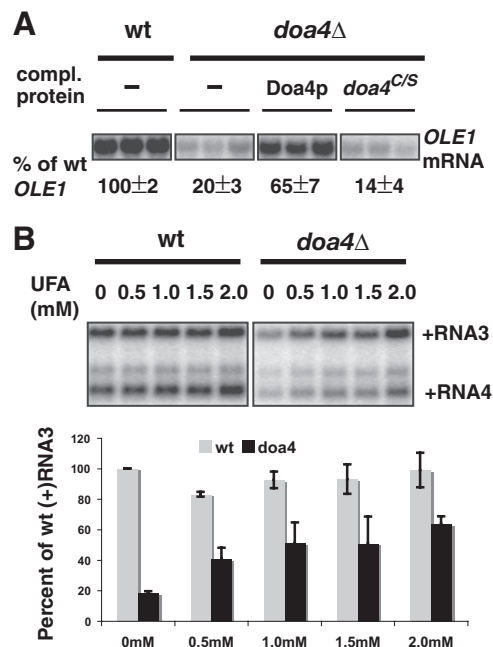 A
wt doa4Δ
compl. protein – – Doa4p doa4C/S
OLE1 mRNA
% of wt OLE1 100±2 20±3 65±7 14±4
B
wt doa4Δ
UFA (mM) 0 0.5 1.0 1.5 2.0 0 0.5 1.0 1.5 2.0
+RNA3
+RNA4
Percent of wt (+)RNA3
wt doa4
120
100
80
60
40
20
0
0mM 0.5mM 1.0mM 1.5mM 2.0mM